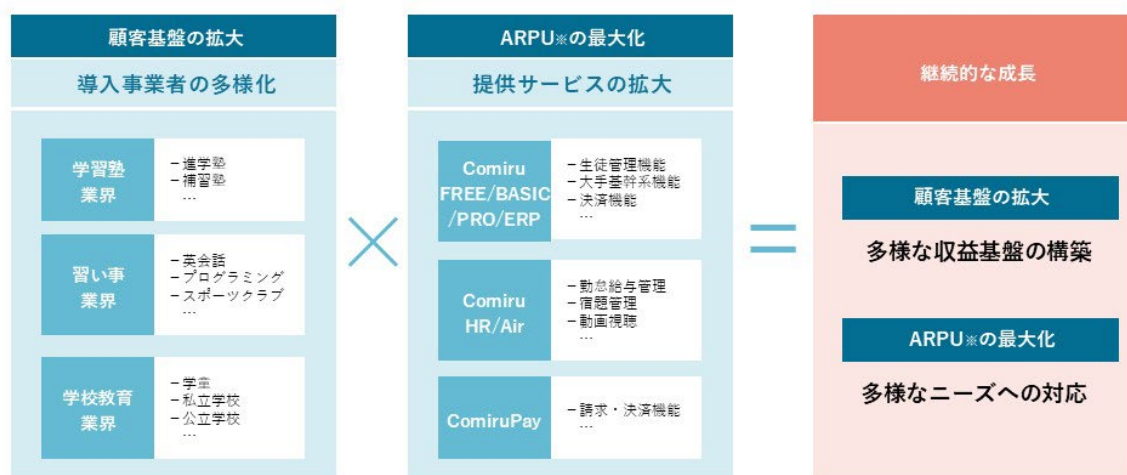 顧客基盤の拡大
導入事業者の多様化
学習塾
業界
－進学塾
－補習塾
…
習い事
業界
－英会話
－プログラミング
－スポーツクラブ
…
学校教育
業界
－学童
－私立学校
－公立学校
…
×
ARPU※の最大化
提供サービスの拡大
Comiru
FREE/BASIC
/PRO/ERP
－生徒管理機能
－大手基幹系機能
－決済機能
…
Comiru
HR/Air
－勤怠給与管理
－宿題管理
－動画視聴
…
ComiruPay
－請求・決済機能
…
＝
継続的な成長
顧客基盤の拡大
多様な収益基盤の構築
ARPU※の最大化
多様なニーズへの対応